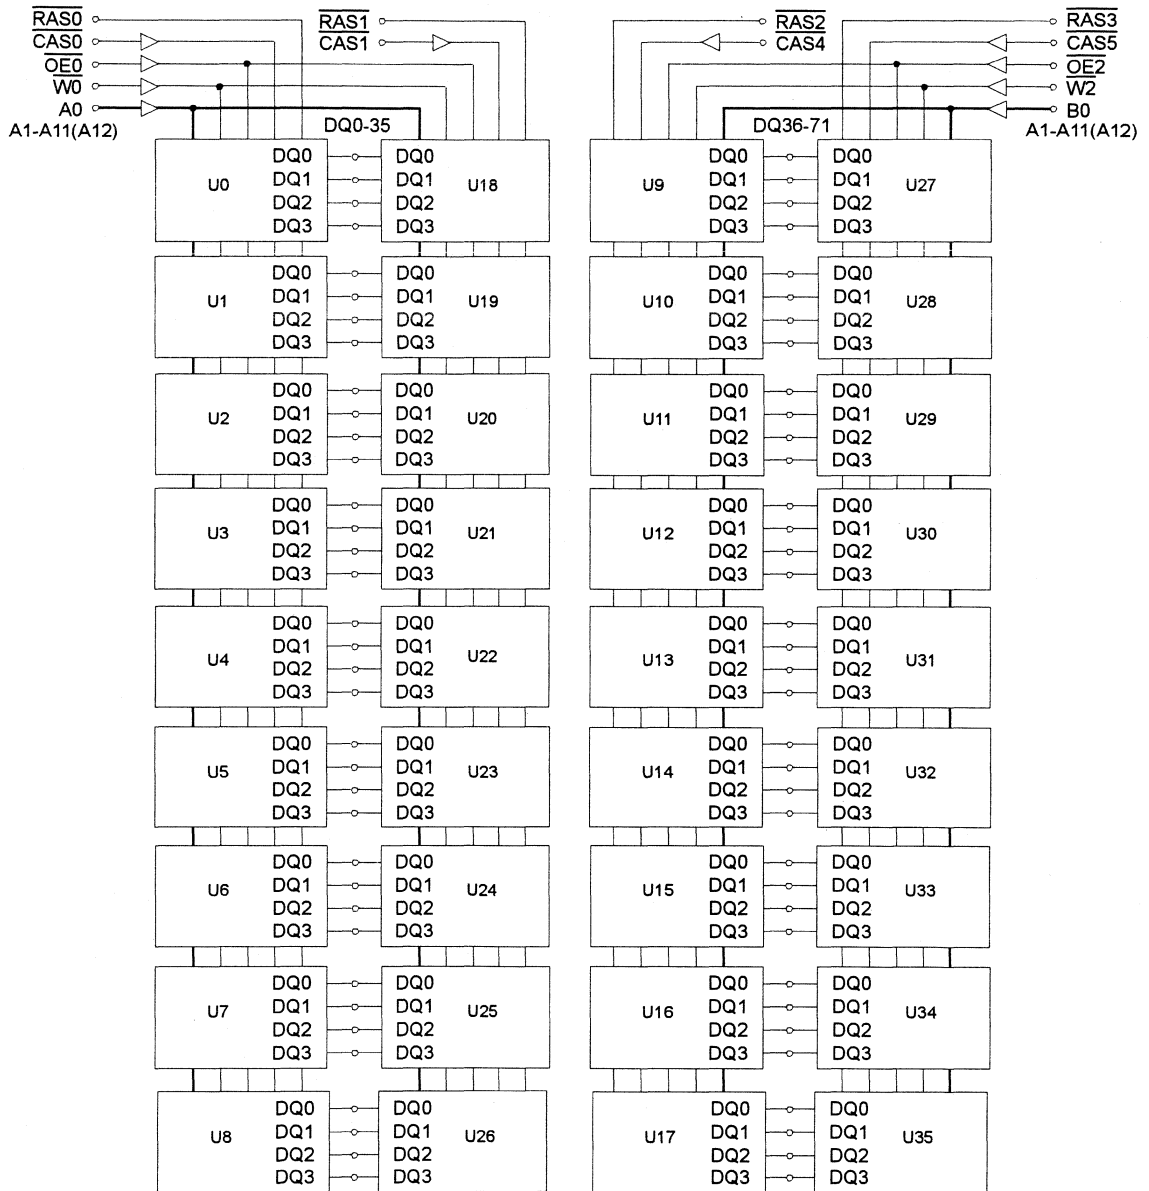 RAS0 RAS1 RAS2 RAS3
CAS0 CAS1 CAS4 CAS5
OE0 OE2
W0 W2
A0 B0
A1-A11(A12) DQ0-35 DQ36-71 A1-A11(A12)
DQ0 DQ0 DQ0 DQ0
U0 DQ1 DQ1 U18 U9 DQ1 DQ1 U27
DQ2 DQ2 DQ2 DQ2
DQ3 DQ3 DQ3 DQ3
DQ0 DQ0 DQ0 DQ0
U1 DQ1 DQ1 U19 U10 DQ1 DQ1 U28
DQ2 DQ2 DQ2 DQ2
DQ3 DQ3 DQ3 DQ3
DQ0 DQ0 DQ0 DQ0
U2 DQ1 DQ1 U20 U11 DQ1 DQ1 U29
DQ2 DQ2 DQ2 DQ2
DQ3 DQ3 DQ3 DQ3
DQ0 DQ0 DQ0 DQ0
U3 DQ1 DQ1 U21 U12 DQ1 DQ1 U30
DQ2 DQ2 DQ2 DQ2
DQ3 DQ3 DQ3 DQ3
DQ0 DQ0 DQ0 DQ0
U4 DQ1 DQ1 U22 U13 DQ1 DQ1 U31
DQ2 DQ2 DQ2 DQ2
DQ3 DQ3 DQ3 DQ3
DQ0 DQ0 DQ0 DQ0
U5 DQ1 DQ1 U23 U14 DQ1 DQ1 U32
DQ2 DQ2 DQ2 DQ2
DQ3 DQ3 DQ3 DQ3
DQ0 DQ0 DQ0 DQ0
U6 DQ1 DQ1 U24 U15 DQ1 DQ1 U33
DQ2 DQ2 DQ2 DQ2
DQ3 DQ3 DQ3 DQ3
DQ0 DQ0 DQ0 DQ0
U7 DQ1 DQ1 U25 U16 DQ1 DQ1 U34
DQ2 DQ2 DQ2 DQ2
DQ3 DQ3 DQ3 DQ3
DQ0 DQ0 DQ0 DQ0
U8 DQ1 DQ1 U26 U17 DQ1 DQ1 U35
DQ2 DQ2 DQ2 DQ2
DQ3 DQ3 DQ3 DQ3